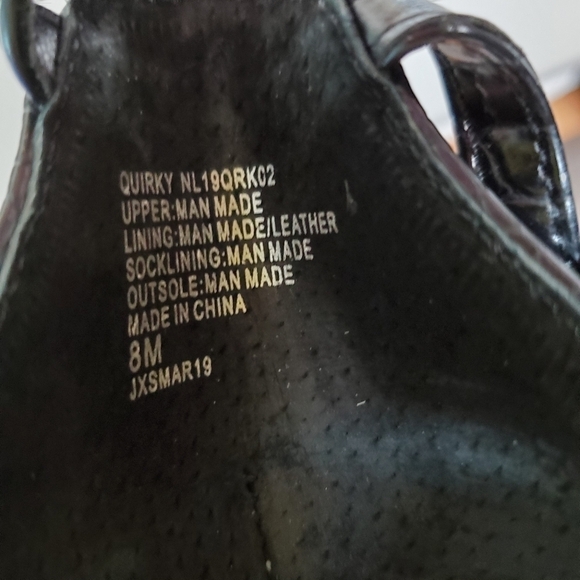 QUIRKY NL19QRK02
UPPER:MAN MADE
LINING:MAN MADE/LEATHER
SOCKLINING:MAN MADE
OUTSOLE:MAN MADE
MADE IN CHINA
8M
JXSMAR19